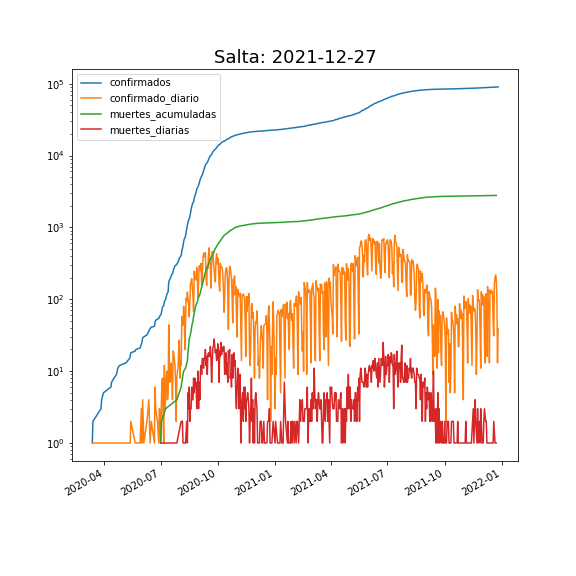 Salta: 2021-12-27
confirmados
confirmado_diario
muertes_acumuladas
muertes_diarias
10^5
10^4
10^3
10^2
10^1
10^0
2020-04 2020-07 2020-10 2021-01 2021-04 2021-07 2021-10 2022-01